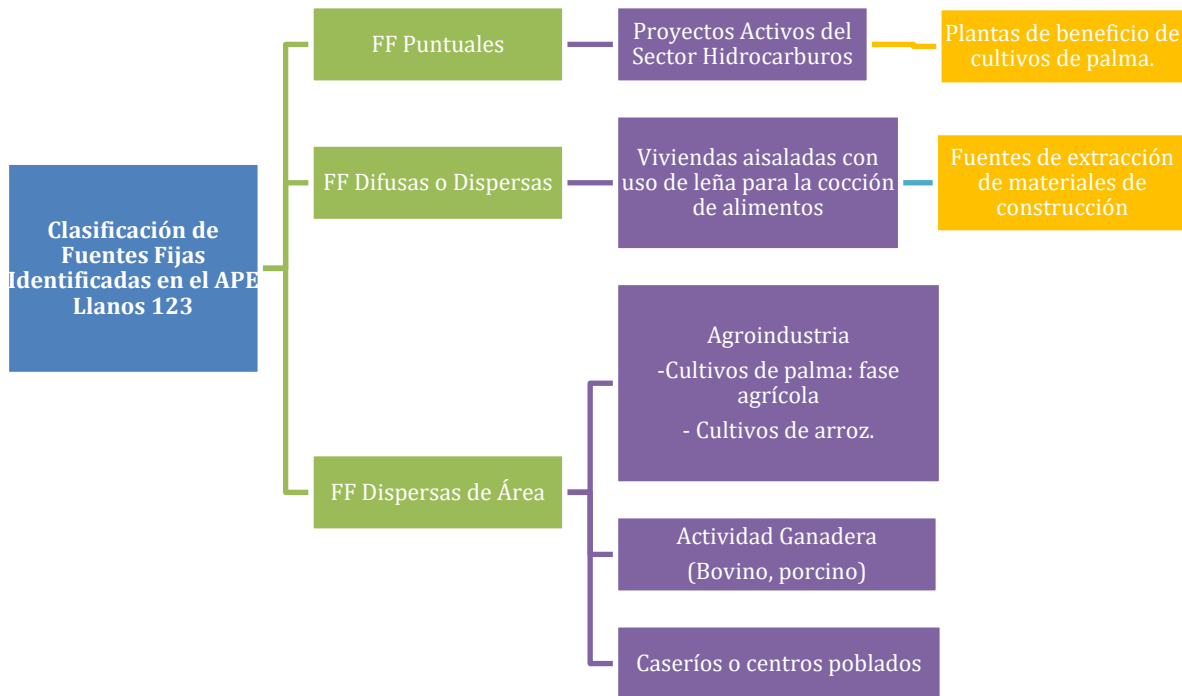 Clasificación de
Fuentes Fijas
Identificadas en el APE
Llanos 123
FF Puntuales
Proyectos Activos del
Sector Hidrocarburos
Plantas de beneficio de
cultivos de palma.
FF Difusas o Dispersas
Viviendas aisaladas con
uso de leña para la cocción
de alimentos
Fuentes de extracción
de materiales de
construcción
FF Dispersas de Área
Agroindustria
-Cultivos de palma: fase
agrícola
- Cultivos de arroz.
Actividad Ganadera
(Bovino, porcino)
Caseríos o centros poblados